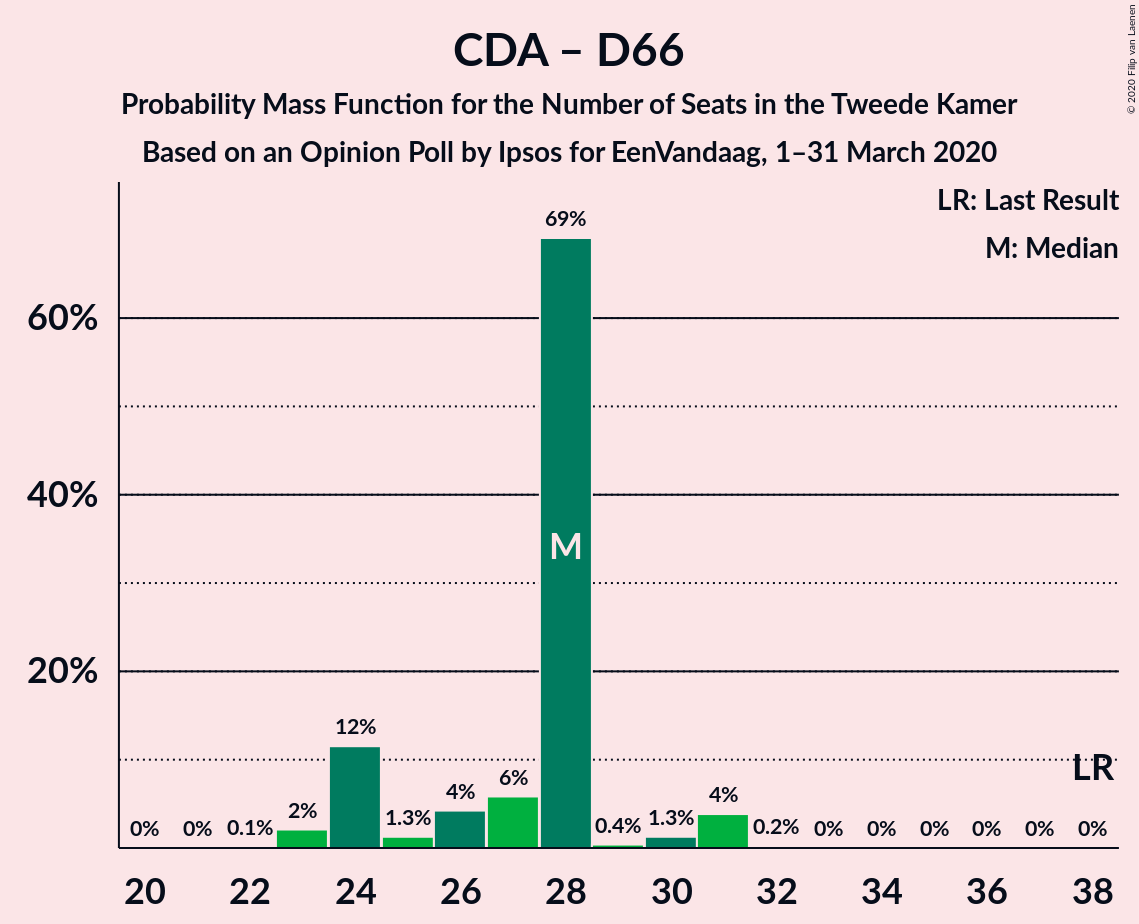 CDA – D66
Probability Mass Function for the Number of Seats in the Tweede Kamer
Based on an Opinion Poll by Ipsos for EenVandaag, 1–31 March 2020
© 2020 Filip van Laenen
LR: Last Result
M: Median
60%
40%
20%
0% 0% 0.1% 2% 12% 1.3% 4% 6% 69% 0.4% 1.3% 4% 0.2% 0% 0% 0% 0% 0% 0%
M
LR
20 22 24 26 28 30 32 34 36 38